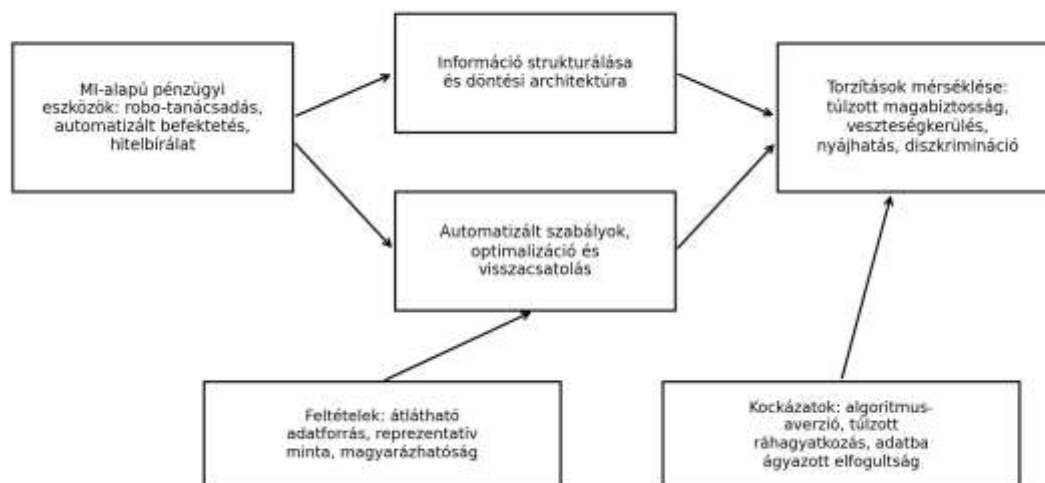 MI-alapú pénzügyi
eszközök: robo-tanácsadás,
automatizált befektetés,
hitelbírálat
Információ strukturálása
és döntési architektúra
Torzítások mérséklése:
túlzott magabiztosság,
veszteségkerülés,
nyájhatás, diszkrimináció
Automatizált szabályok,
optimalizáció és
visszacsatolás
Feltételek: átlátható
adatforrás, reprezentatív
minta, magyarázhatóság
Kockázatok: algoritmus-
averzió, túlzott
ráhagyatkozás, adatba
ágyazott elfogultság